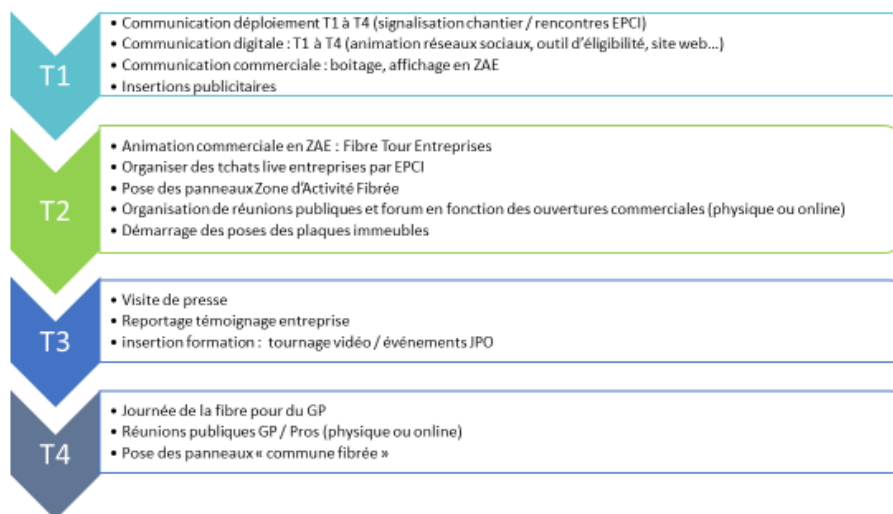 T1
• Communication déploiement T1 à T4 (signalisation chantier / rencontres EPCI)
• Communication digitale : T1 à T4 (animation réseaux sociaux, outil d'éligibilité, site web…)
• Communication commerciale : boitage, affichage en ZAE
• Insertions publicitaires
T2
• Animation commerciale en ZAE : Fibre Tour Entreprises
• Organiser des tchats live entreprises par EPCI
• Pose des panneaux Zone d'Activité Fibrée
• Organisation de réunions publiques et forum en fonction des ouvertures commerciales (physique ou online)
• Démarrage des poses des plaques immeubles
T3
• Visite de presse
• Reportage témoignage entreprise
• insertion formation : tournage vidéo / événements JPO
T4
• Journée de la fibre pour du GP
• Réunions publiques GP / Pros (physique ou online)
• Pose des panneaux « commune fibrée »